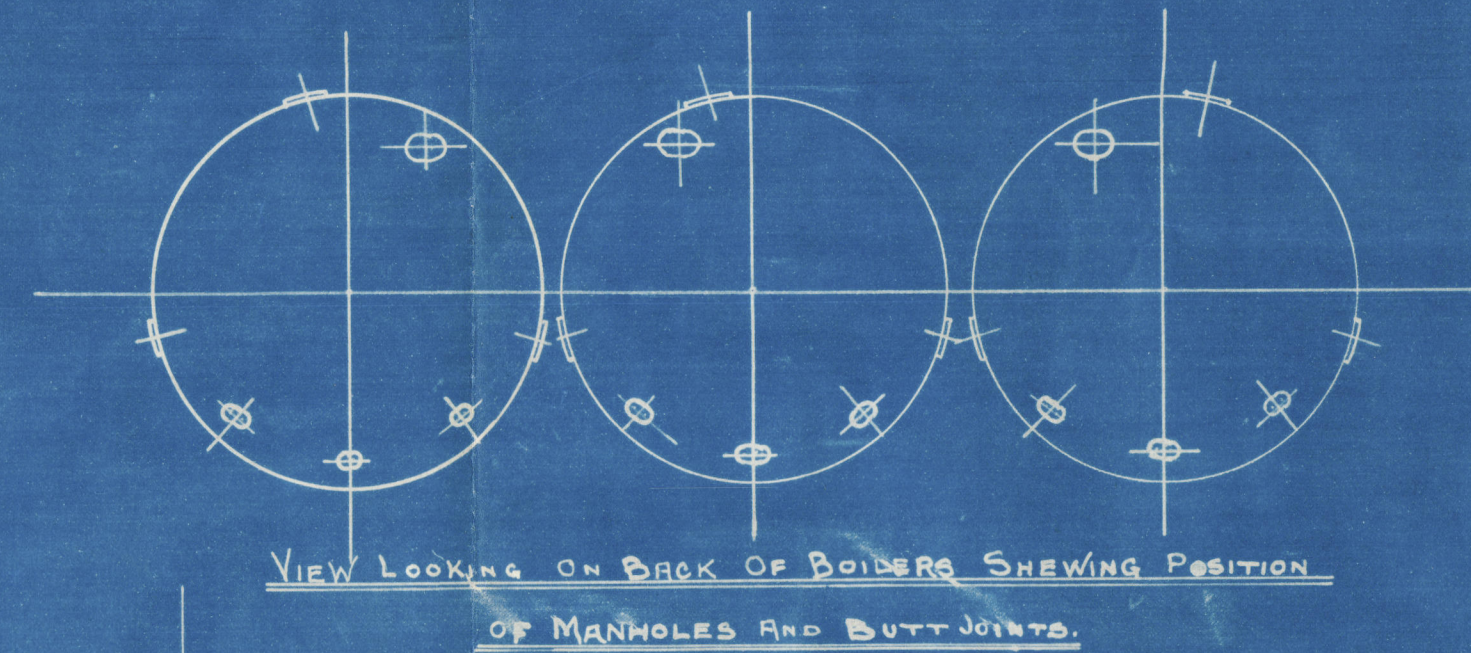 VIEW LOOKING ON BACK OF BOILERS SHEWING POSITION
OF MANHOLES AND BUTT JOINTS.